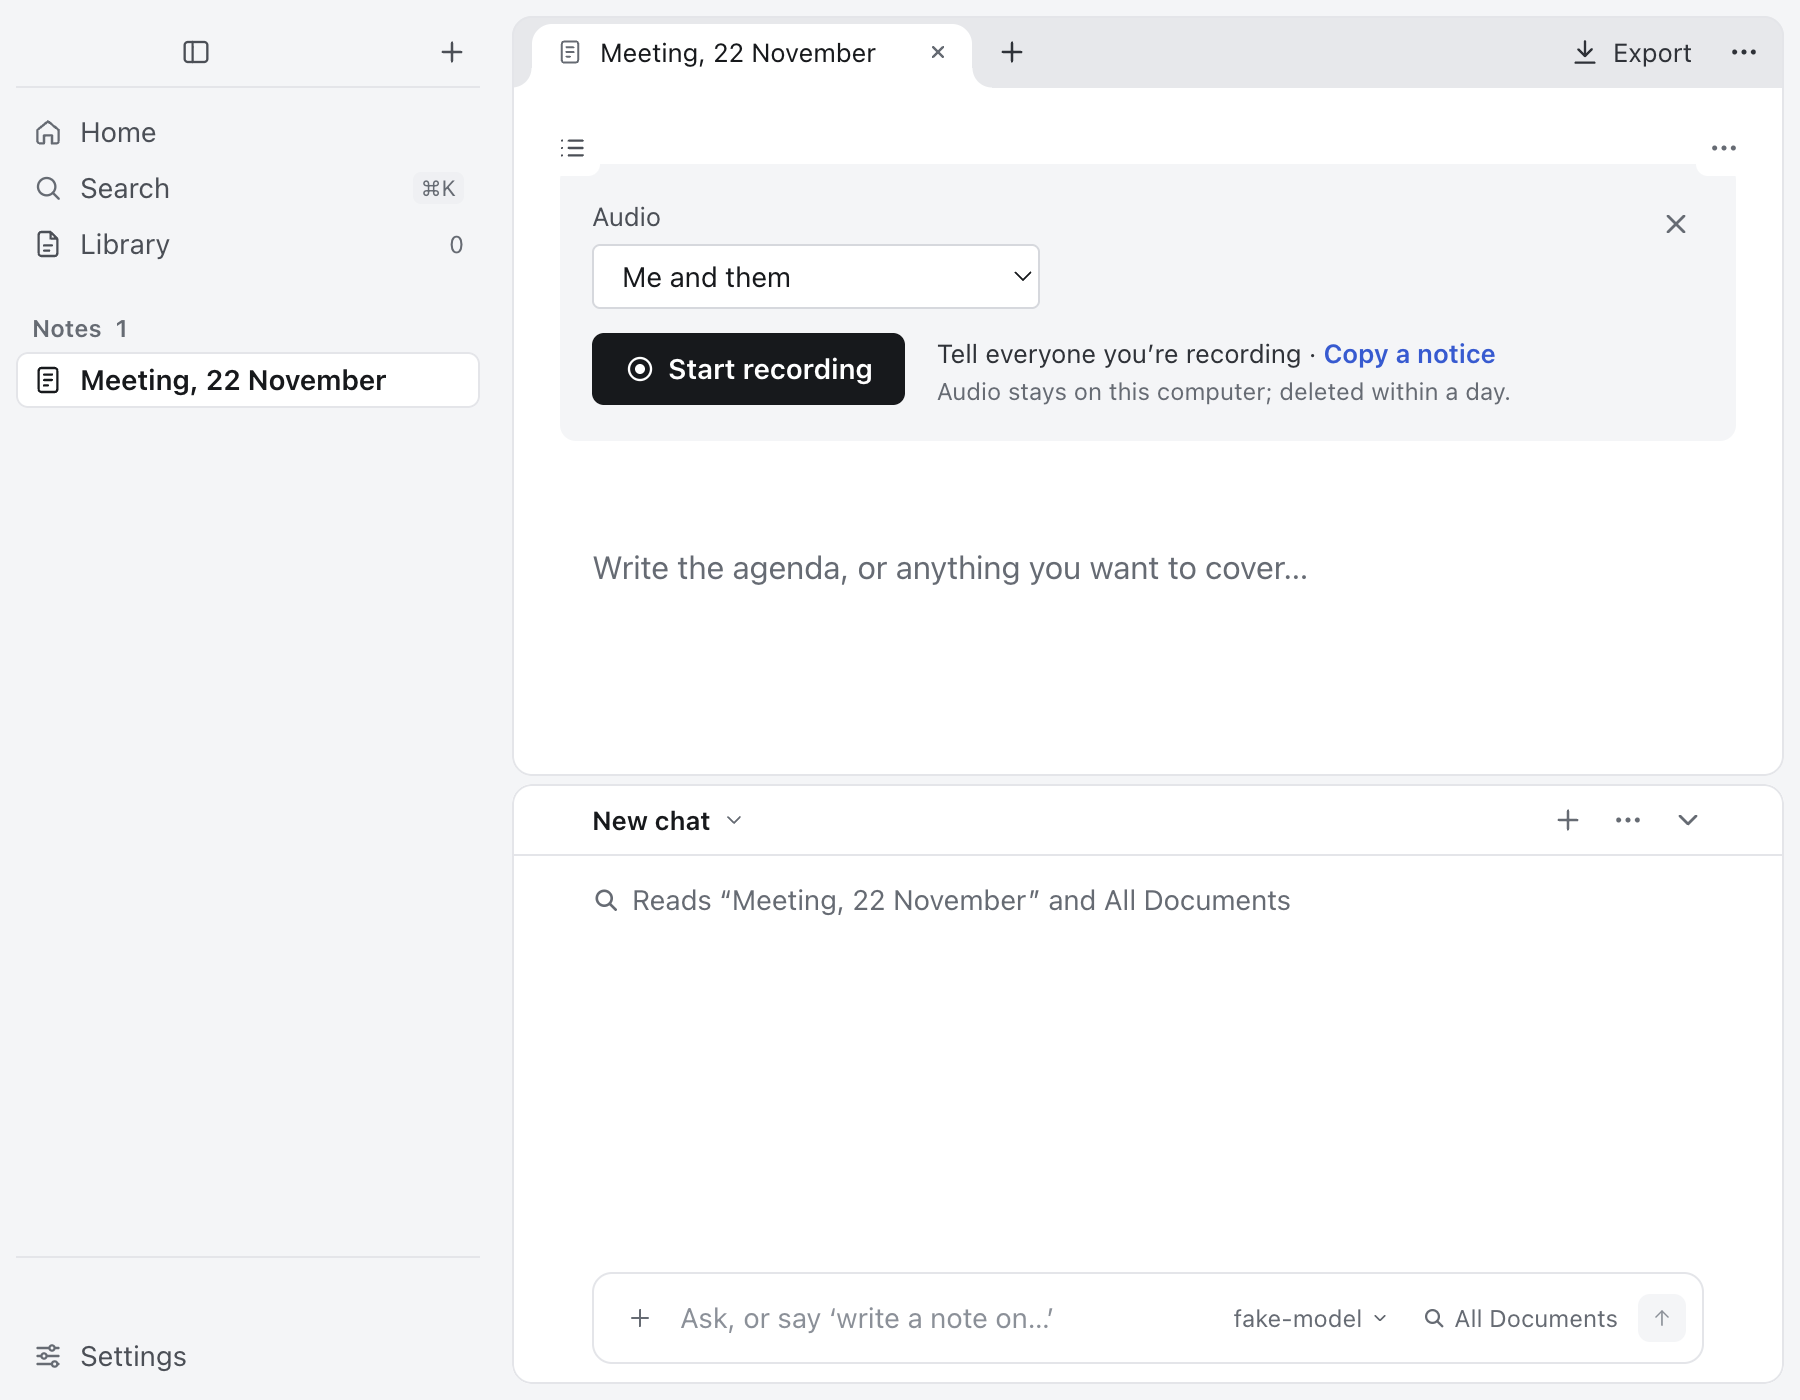 Home
Search ⌘K
Library 0
Notes 1
Meeting, 22 November
Meeting, 22 November
Export
Audio
Me and them
Start recording
Tell everyone you’re recording · Copy a notice
Audio stays on this computer; deleted within a day.
Write the agenda, or anything you want to cover...
New chat
Reads “Meeting, 22 November” and All Documents
Ask, or say ‘write a note on...’ fake-model All Documents
Settings